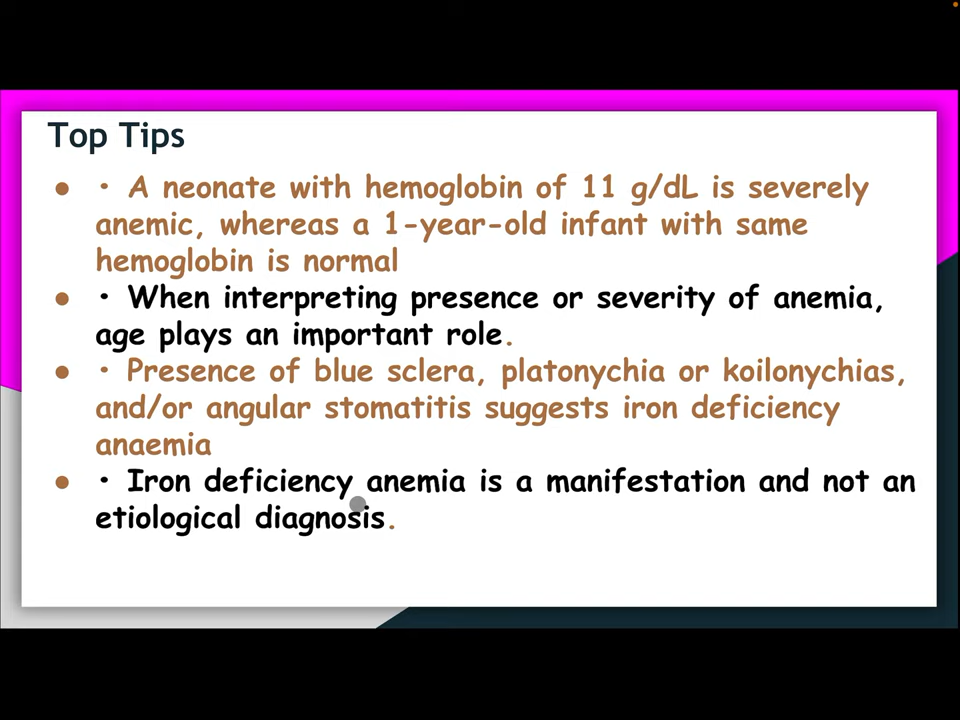 Top Tips
● • A neonate with hemoglobin of 11 g/dL is severely
anemic, whereas a 1-year-old infant with same
hemoglobin is normal
● • When interpreting presence or severity of anemia,
age plays an important role.
● • Presence of blue sclera, platonychia or koilonychias,
and/or angular stomatitis suggests iron deficiency
anaemia
● • Iron deficiency anemia is a manifestation and not an
etiological diagnosis.